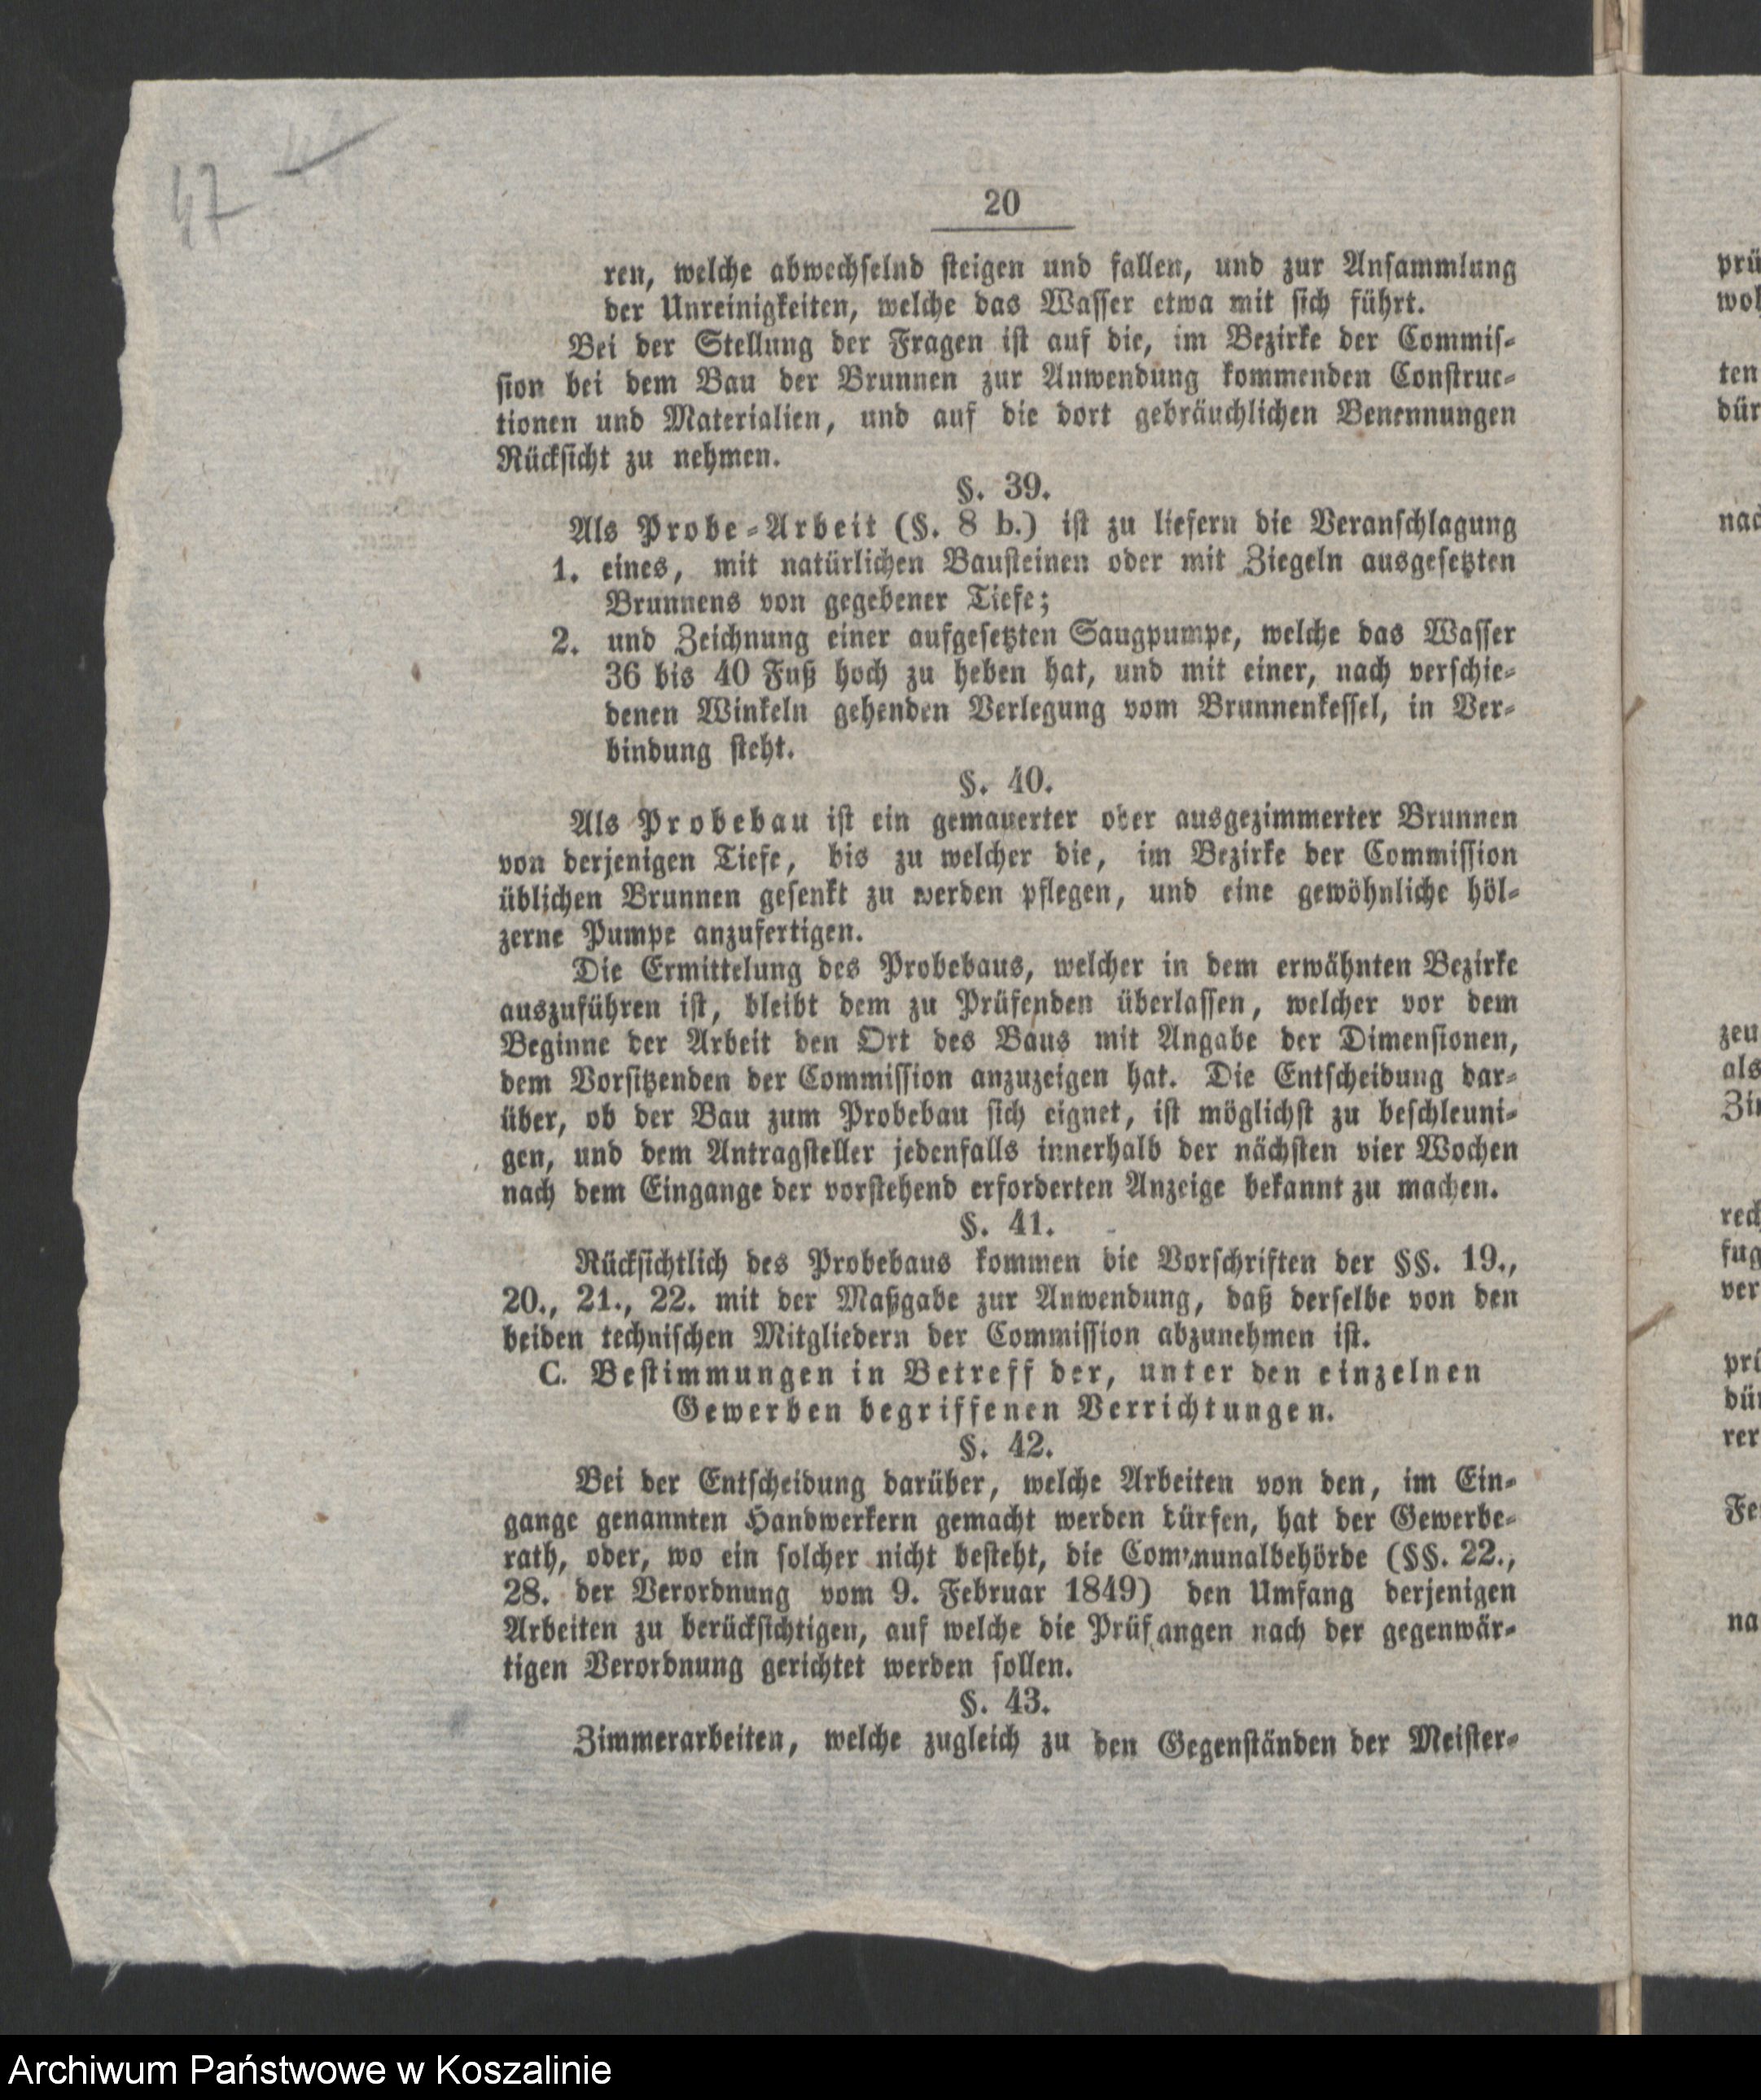 47
20
ren, welche abwechselnd steigen und fallen, und zur Ansammlung
der Unreinigkeiten, welche das Wasser etwa mit sich führt.
Bei der Stellung der Fragen ist auf die, im Bezirke der Commis-
sion bei dem Bau der Brunnen zur Anwendung kommenden Construc-
tionen und Materialien, und auf die dort gebräuchlichen Benennungen
Rücksicht zu nehmen.
§. 39.
Als Probe-Arbeit (§. 8 b.) ist zu liefern die Veranschlagung
1. eines, mit natürlichen Bausteinen oder mit Ziegeln ausgesetzten
Brunnens von gegebener Tiefe;
2. und Zeichnung einer aufgesetzten Saugpumpe, welche das Wasser
36 bis 40 Fuß hoch zu heben hat, und mit einer, nach verschie-
denen Winkeln gehenden Verlegung vom Brunnenkessel, in Ver-
bindung steht.
§. 40.
Als Probebau ist ein gemauerter oder ausgezimmerter Brunnen
von derjenigen Tiefe, bis zu welcher die, im Bezirke der Commission
üblichen Brunnen gesenkt zu werden pflegen, und eine gewöhnliche höl-
zerne Pumpe anzufertigen.
Die Ermittelung des Probebaus, welcher in dem erwähnten Bezirke
auszuführen ist, bleibt dem zu Prüfenden überlassen, welcher vor dem
Beginne der Arbeit den Ort des Baus mit Angabe der Dimensionen,
dem Vorsitzenden der Commission anzuzeigen hat. Die Entscheidung dar-
über, ob der Bau zum Probebau sich eignet, ist möglichst zu beschleuni-
gen, und dem Antragsteller jedenfalls innerhalb der nächsten vier Wochen
nach dem Eingange der vorstehend erforderten Anzeige bekannt zu machen.
§. 41.
Rücksichtlich des Probebaus kommen die Vorschriften der §§. 19.,
20., 21., 22. mit der Maßgabe zur Anwendung, daß derselbe von den
beiden technischen Mitgliedern der Commission abzunehmen ist.
C. Bestimmungen in Betreff der, unter den einzelnen
Gewerben begriffenen Verrichtungen.
§. 42.
Bei der Entscheidung darüber, welche Arbeiten von den, im Ein-
gange genannten Handwerkern gemacht werden dürfen, hat der Gewerbe-
rath, oder, wo ein solcher nicht besteht, die Communalbehörde (§§. 22.,
28. der Verordnung vom 9. Februar 1849) den Umfang derjenigen
Arbeiten zu berücksichtigen, auf welche die Prüfungen nach der gegenwär-
tigen Verordnung gerichtet werden sollen.
§. 43.
Zimmerarbeiten, welche zugleich zu den Gegenständen der Meister-
prü
wol
ten
dür
nac
zeu
als
Zi
rec
fug
ver
prü
dür
rer
Fe
na
Archiwum Państwowe w Koszalinie